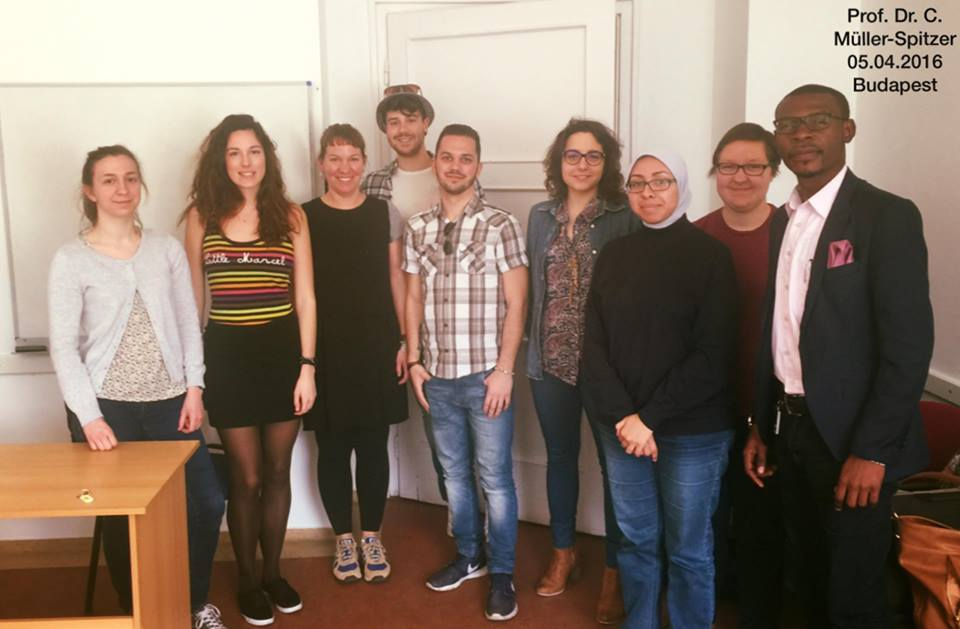 Prof. Dr. C.
Müller-Spitzer
05.04.2016
Budapest
Little Marcel